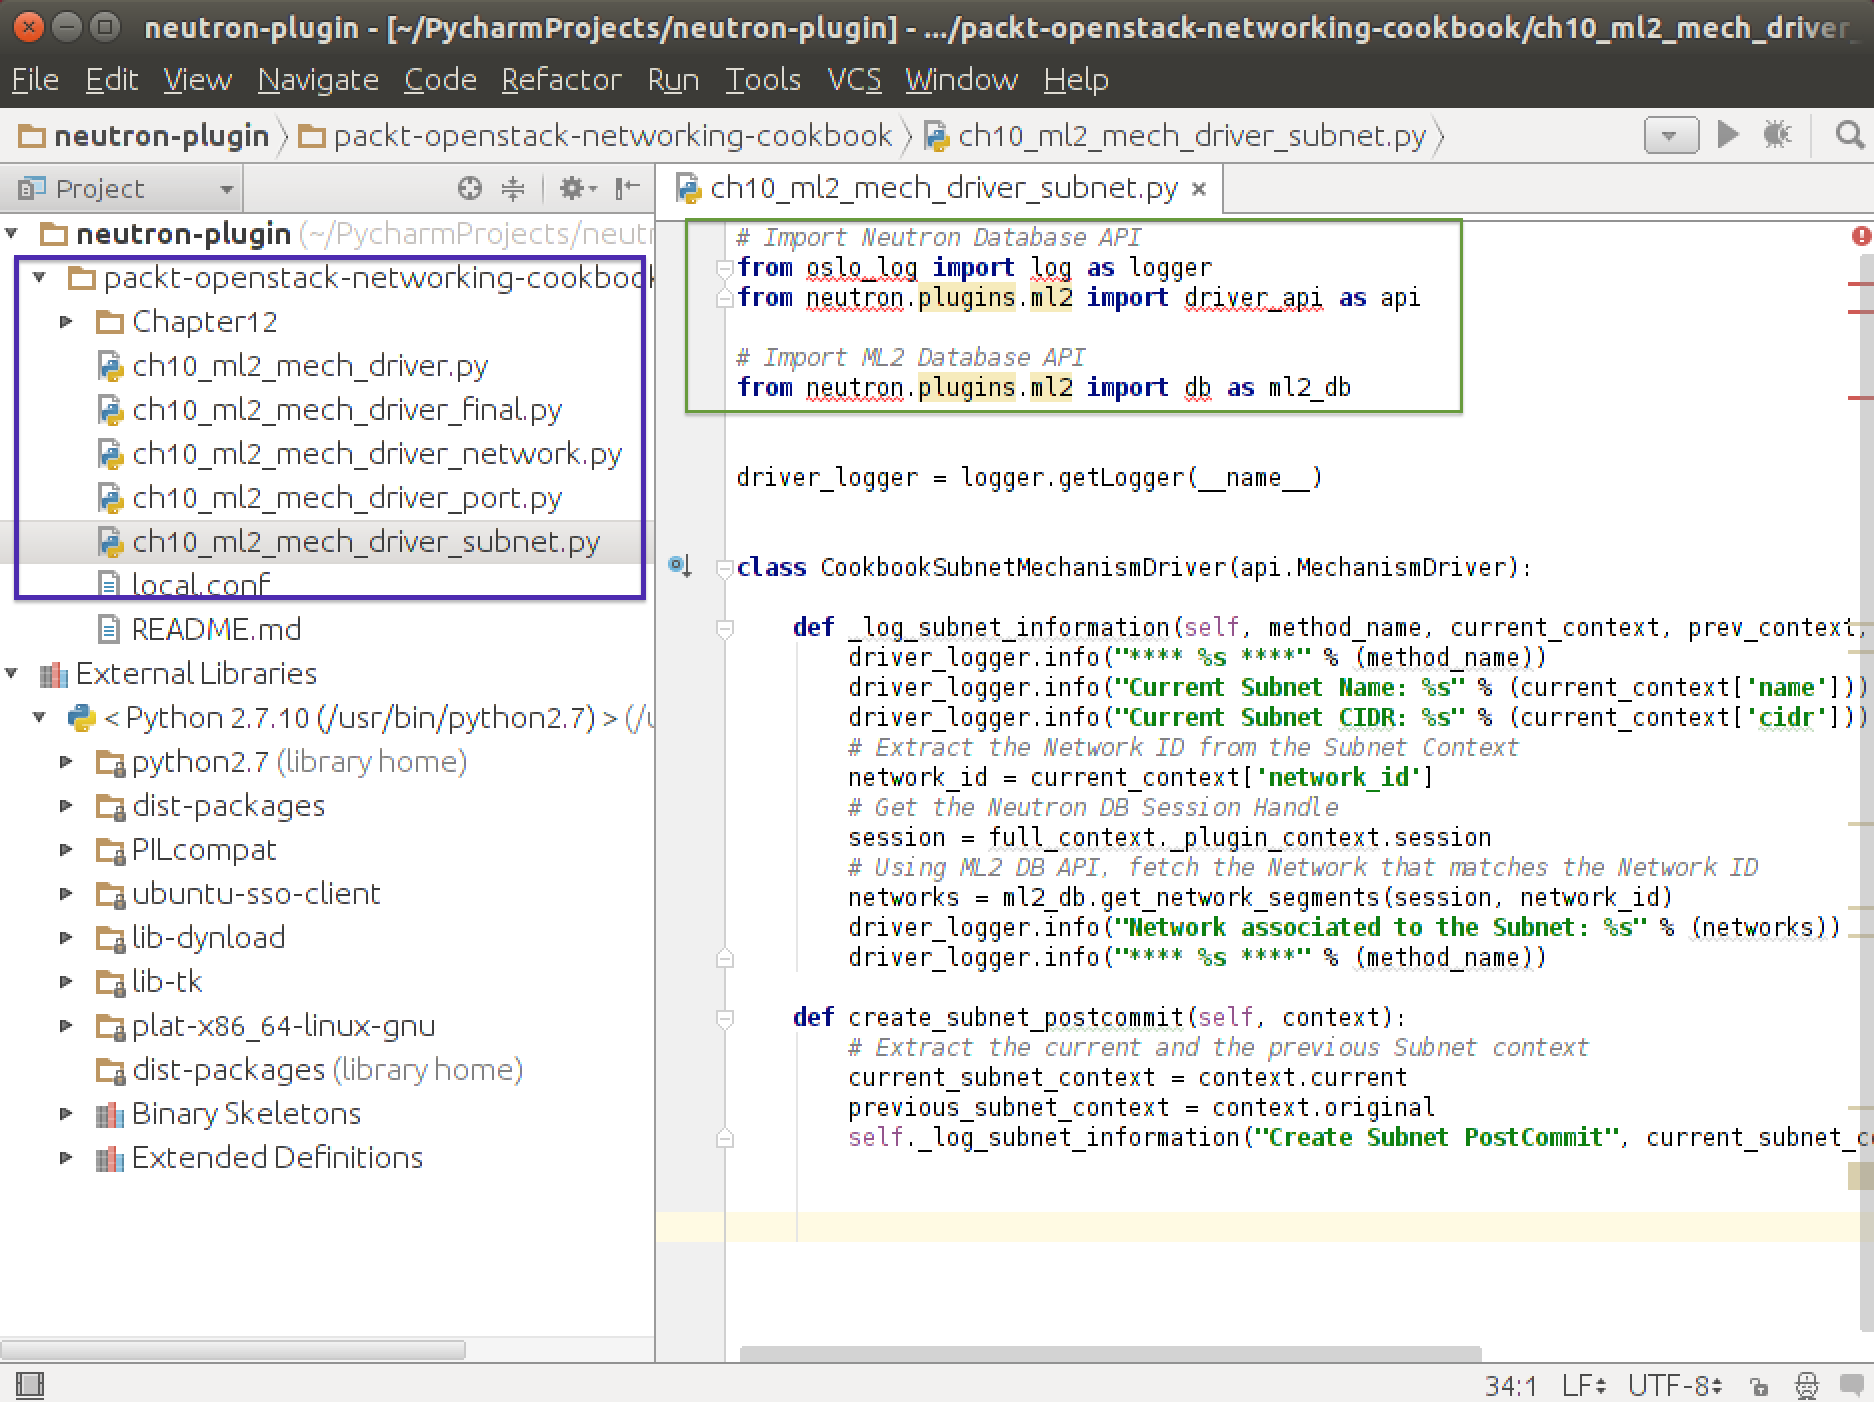 neutron-plugin - [~/PycharmProjects/neutron-plugin] - .../packt-openstack-networking-cookbook/ch10_ml2_mech_driver_
File Edit View Navigate Code Refactor Run Tools VCS Window Help
neutron-plugin packt-openstack-networking-cookbook ch10_ml2_mech_driver_subnet.py
Project
ch10_ml2_mech_driver_subnet.py
neutron-plugin (~/PycharmProjects/neutr
packt-openstack-networking-cookbook
Chapter12
ch10_ml2_mech_driver.py
ch10_ml2_mech_driver_final.py
ch10_ml2_mech_driver_network.py
ch10_ml2_mech_driver_port.py
ch10_ml2_mech_driver_subnet.py
local.conf
README.md
External Libraries
< Python 2.7.10 (/usr/bin/python2.7) > (/u
python2.7 (library home)
dist-packages
PILcompat
ubuntu-sso-client
lib-dynload
lib-tk
plat-x86_64-linux-gnu
dist-packages (library home)
Binary Skeletons
Extended Definitions
# Import Neutron Database API
from oslo_log import log as logger
from neutron.plugins.ml2 import driver_api as api
# Import ML2 Database API
from neutron.plugins.ml2 import db as ml2_db
driver_logger = logger.getLogger(__name__)
class CookbookSubnetMechanismDriver(api.MechanismDriver):
def _log_subnet_information(self, method_name, current_context, prev_context,
driver_logger.info("**** %s ****" % (method_name))
driver_logger.info("Current Subnet Name: %s" % (current_context['name']))
driver_logger.info("Current Subnet CIDR: %s" % (current_context['cidr']))
# Extract the Network ID from the Subnet Context
network_id = current_context['network_id']
# Get the Neutron DB Session Handle
session = full_context._plugin_context.session
# Using ML2 DB API, fetch the Network that matches the Network ID
networks = ml2_db.get_network_segments(session, network_id)
driver_logger.info("Network associated to the Subnet: %s" % (networks))
driver_logger.info("**** %s ****" % (method_name))
def create_subnet_postcommit(self, context):
# Extract the current and the previous Subnet context
current_subnet_context = context.current
previous_subnet_context = context.original
self._log_subnet_information("Create Subnet PostCommit", current_subnet_co
34:1 LF UTF-8